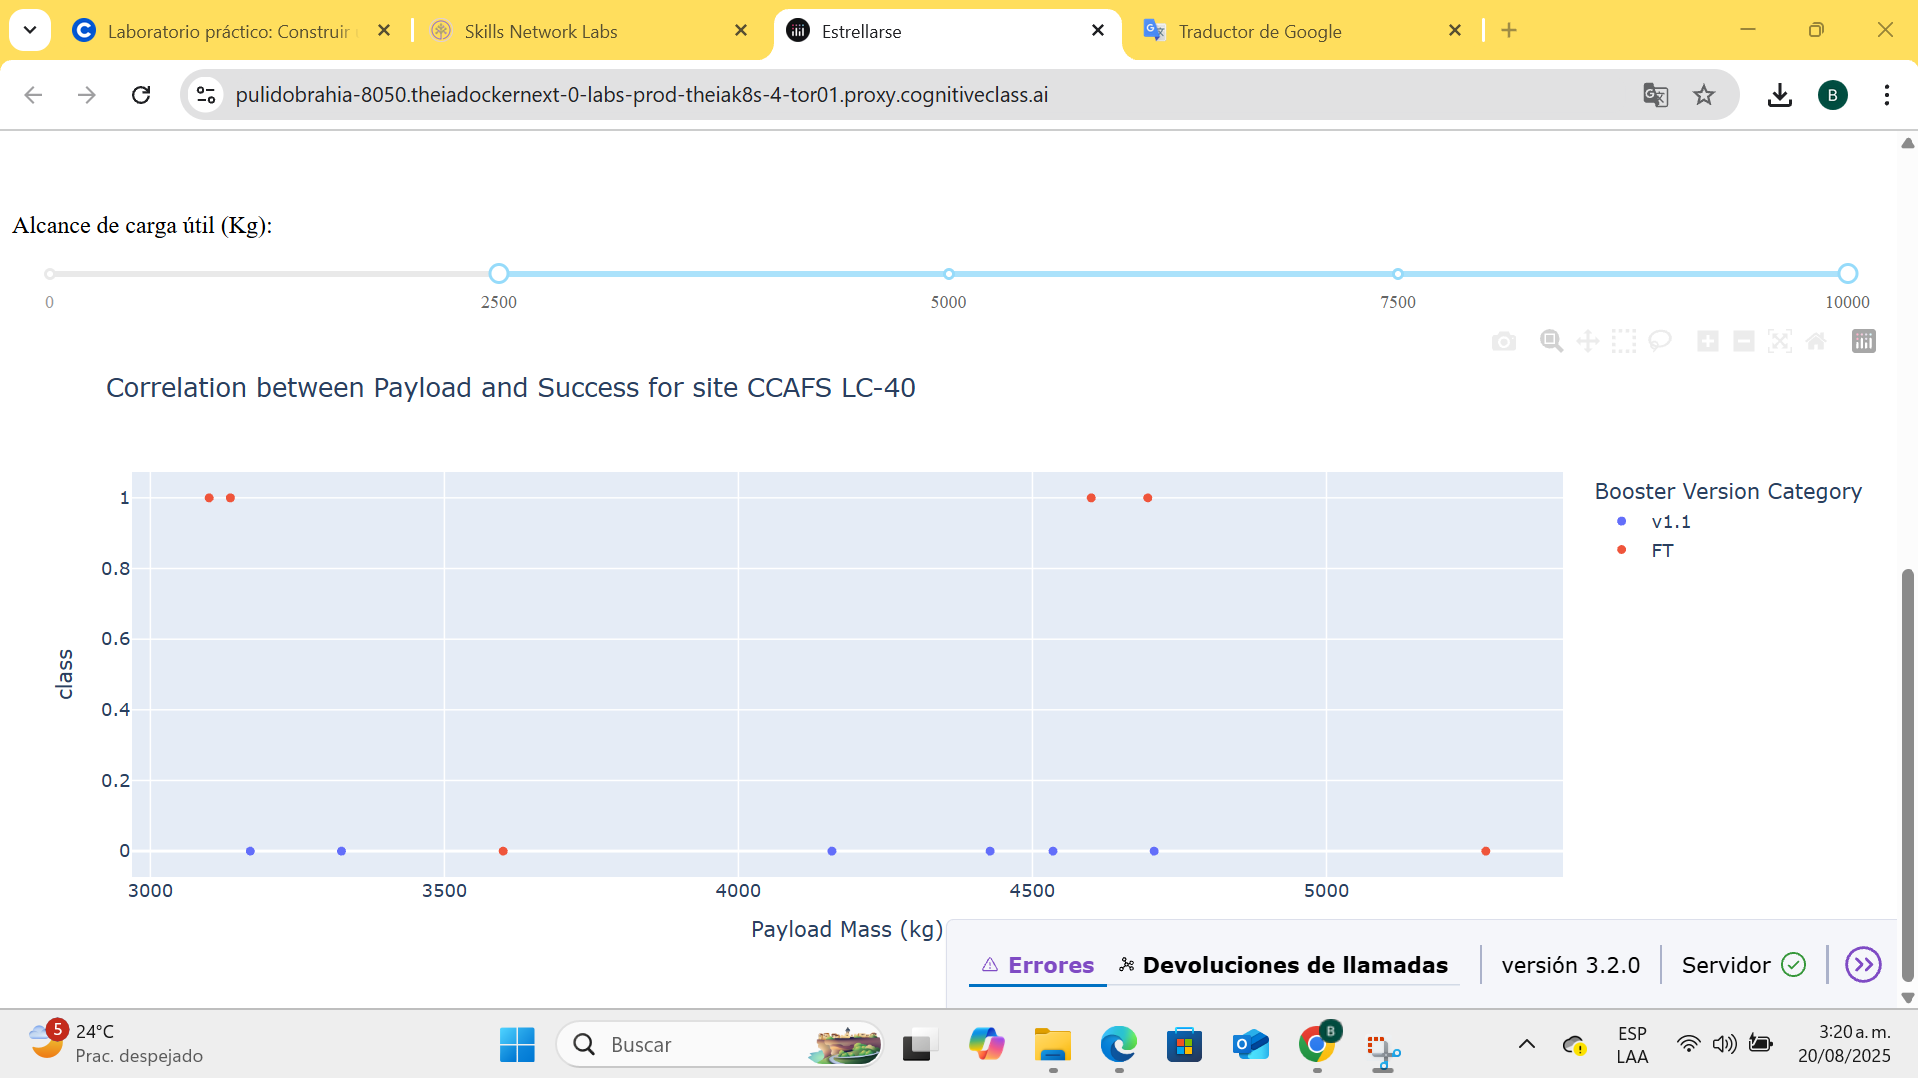 Laboratorio práctico: Construir
Skills Network Labs
Estrellarse
Traductor de Google
pulidobrahia-8050.theiadockernext-0-labs-prod-theiak8s-4-tor01.proxy.cognitiveclass.ai
B
Alcance de carga útil (Kg):
0
2500
5000
7500
10000
Correlation between Payload and Success for site CCAFS LC-40
Booster Version Category
v1.1
FT
class
1
0.8
0.6
0.4
0.2
0
3000
3500
4000
4500
5000
Payload Mass (kg)
Errores
Devoluciones de llamadas
versión 3.2.0
Servidor
5
24°C
Prac. despejado
Buscar
B
ESP
LAA
3:20 a. m.
20/08/2025